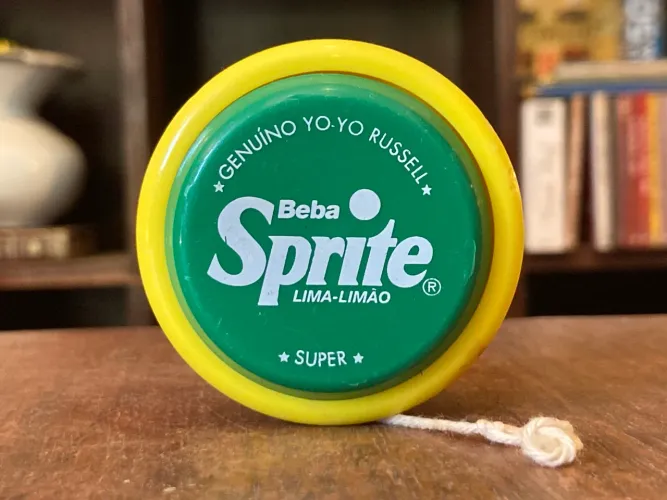 ★GENUÍNO YO-YO RUSSELL★
Beba
Sprite
LIMA-LIMÃO ®
★ SUPER ★